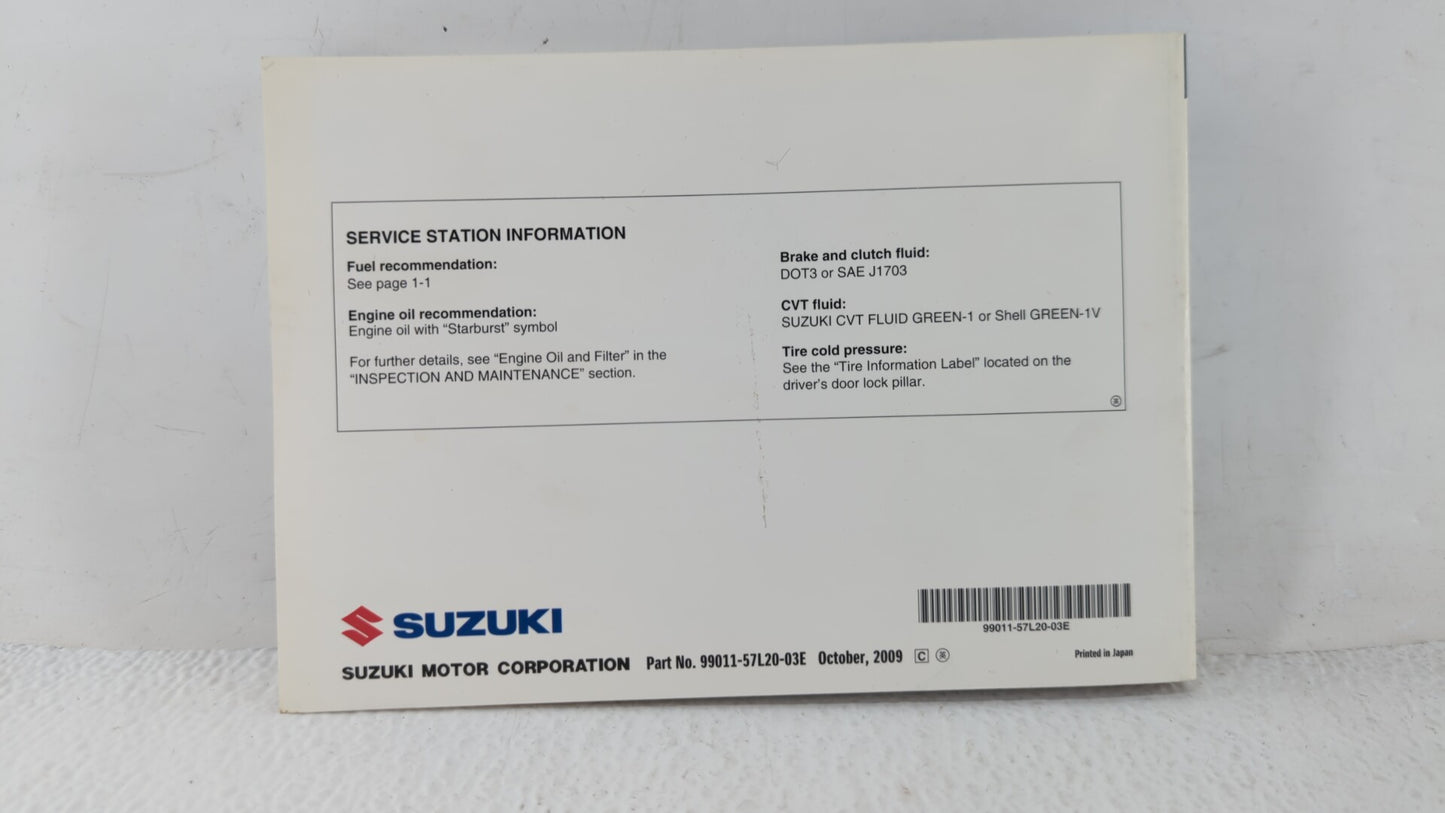 SERVICE STATION INFORMATION
Fuel recommendation:
See page 1-1
Engine oil recommendation:
Engine oil with “Starburst” symbol
For further details, see “Engine Oil and Filter” in the
“INSPECTION AND MAINTENANCE” section.
Brake and clutch fluid:
DOT3 or SAE J1703
CVT fluid:
SUZUKI CVT FLUID GREEN-1 or Shell GREEN-1V
Tire cold pressure:
See the “Tire Information Label” located on the
driver's door lock pillar.
英
SUZUKI
99011-57L20-03E
SUZUKI MOTOR CORPORATION Part No. 99011-57L20-03E October, 2009 C 英
Printed in Japan